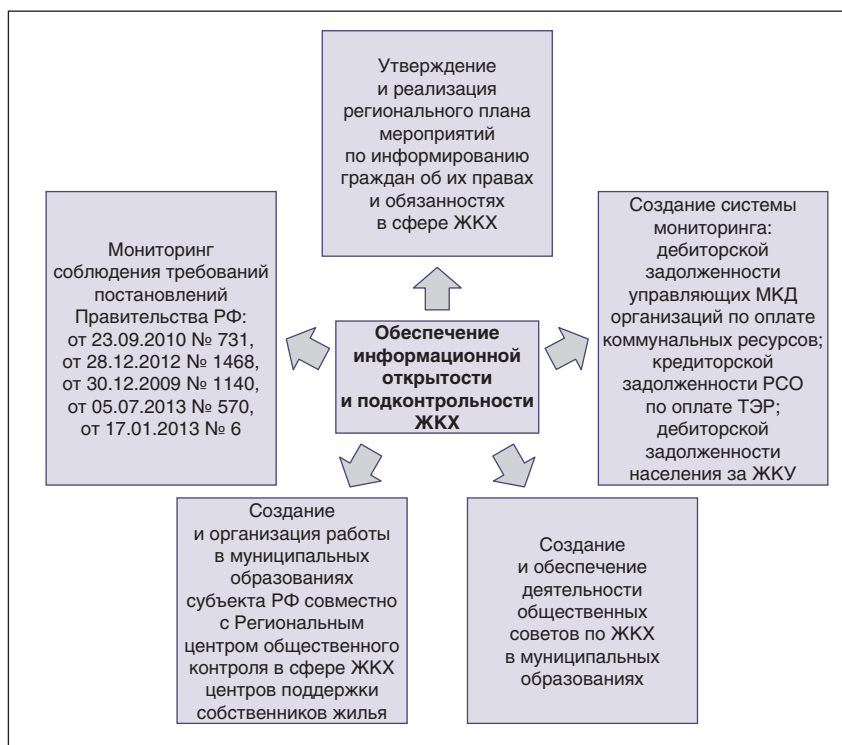 Утверждение
и реализация
регионального плана
мероприятий
по информированию
граждан об их правах
и обязанностях
в сфере ЖКХ
Мониторинг
соблюдения требований
постановлений
Правительства РФ:
от 23.09.2010 № 731,
от 28.12.2012 № 1468,
от 30.12.2009 № 1140,
от 05.07.2013 № 570,
от 17.01.2013 № 6
Обеспечение
информационной
открытости
и подконтрольности
ЖКХ
Создание системы
мониторинга:
дебиторской
задолженности
управляющих МКД
организаций по оплате
коммунальных ресурсов;
кредиторской
задолженности РСО
по оплате ТЭР;
дебиторской
задолженности
населения за ЖКУ
Создание
и организация работы
в муниципальных
образованиях
субъекта РФ совместно
с Региональным
центром общественного
контроля в сфере ЖКХ
центров поддержки
собственников жилья
Создание
и обеспечение
деятельности
общественных
советов по ЖКХ
в муниципальных
образованиях